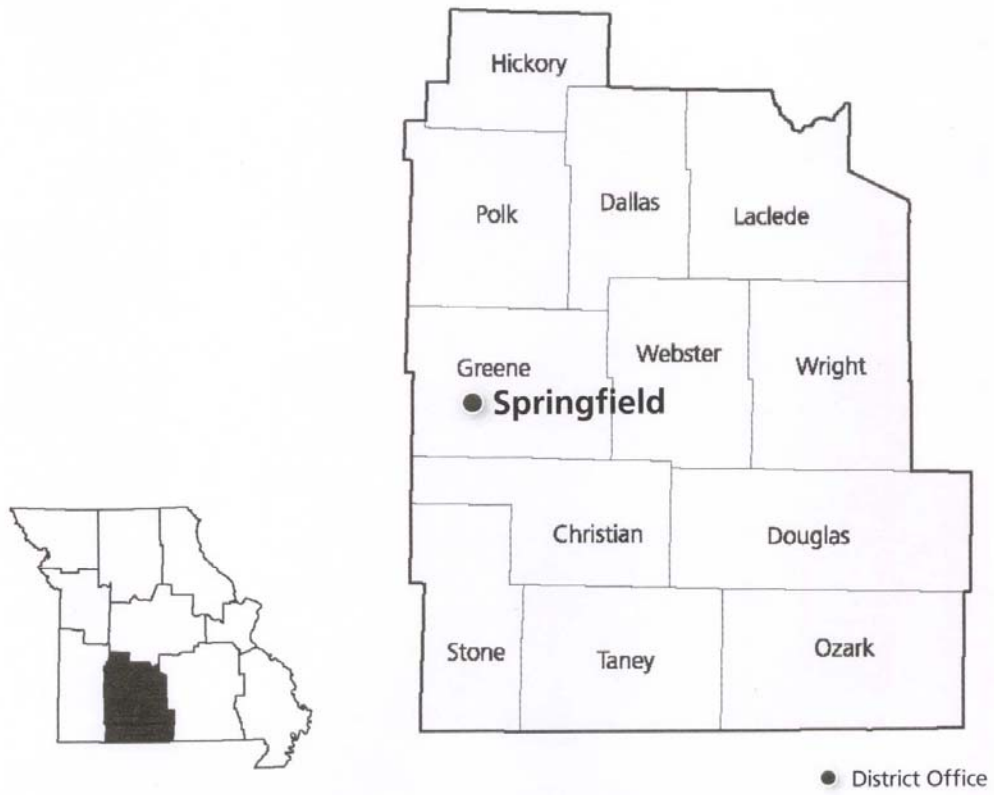 Hickory
Polk
Dallas
Laclede
Greene
Webster
Wright
Springfield
Christian
Douglas
Stone
Taney
Ozark
District Office